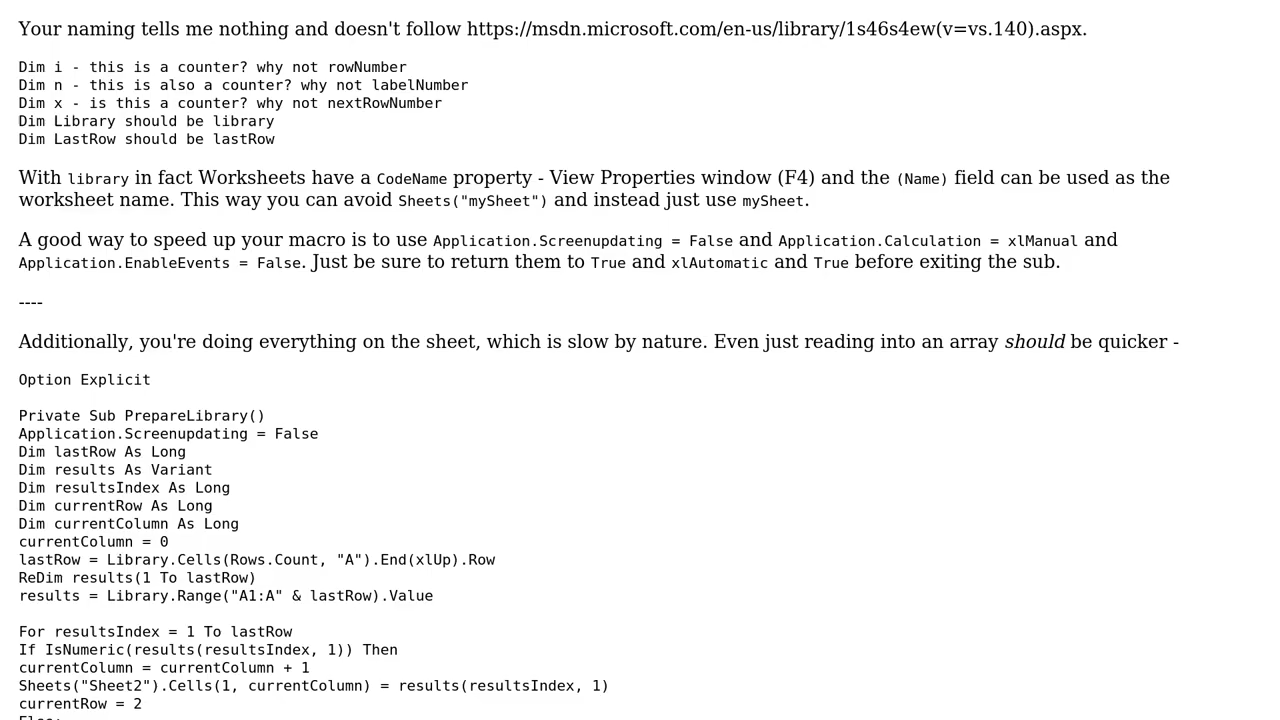 Your naming tells me nothing and doesn't follow https://msdn.microsoft.com/en-us/library/1s46s4ew(v=vs.140).aspx.
Dim i - this is a counter? why not rowNumber
Dim n - this is also a counter? why not labelNumber
Dim x - is this a counter? why not nextRowNumber
Dim Library should be library
Dim LastRow should be lastRow
With library in fact Worksheets have a CodeName property - View Properties window (F4) and the (Name) field can be used as the
worksheet name. This way you can avoid Sheets("mySheet") and instead just use mySheet.
A good way to speed up your macro is to use Application.Screenupdating = False and Application.Calculation = xlManual and
Application.EnableEvents = False. Just be sure to return them to True and xlAutomatic and True before exiting the sub.
----
Additionally, you're doing everything on the sheet, which is slow by nature. Even just reading into an array should be quicker -
Option Explicit
Private Sub PrepareLibrary()
Application.Screenupdating = False
Dim lastRow As Long
Dim results As Variant
Dim resultsIndex As Long
Dim currentRow As Long
Dim currentColumn As Long
currentColumn = 0
lastRow = Library.Cells(Rows.Count, "A").End(xlUp).Row
ReDim results(1 To lastRow)
results = Library.Range("A1:A" & lastRow).Value
For resultsIndex = 1 To lastRow
If IsNumeric(results(resultsIndex, 1)) Then
currentColumn = currentColumn + 1
Sheets("Sheet2").Cells(1, currentColumn) = results(resultsIndex, 1)
currentRow = 2